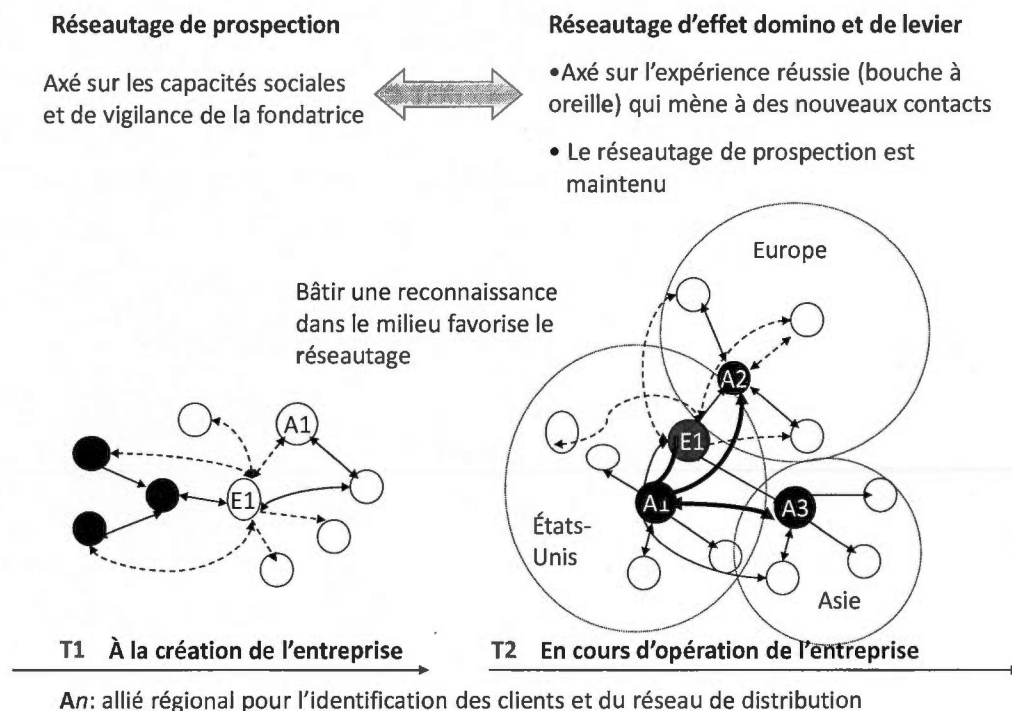 Réseautage de prospection
Axé sur les capacités sociales
et de vigilance de la fondatrice
Réseautage d'effet domino et de levier
•Axé sur l'expérience réussie (bouche à
oreille) qui mène à des nouveaux contacts
• Le réseautage de prospection est
maintenu
Bâtir une reconnaissance
dans le milieu favorise le
réseautage
A1
E1
Europe
A2
E1
A1
A3
États-
Unis
Asie
T1 À la création de l'entreprise
T2 En cours d'opération de l'entreprise
An: allié régional pour l'identification des clients et du réseau de distribution